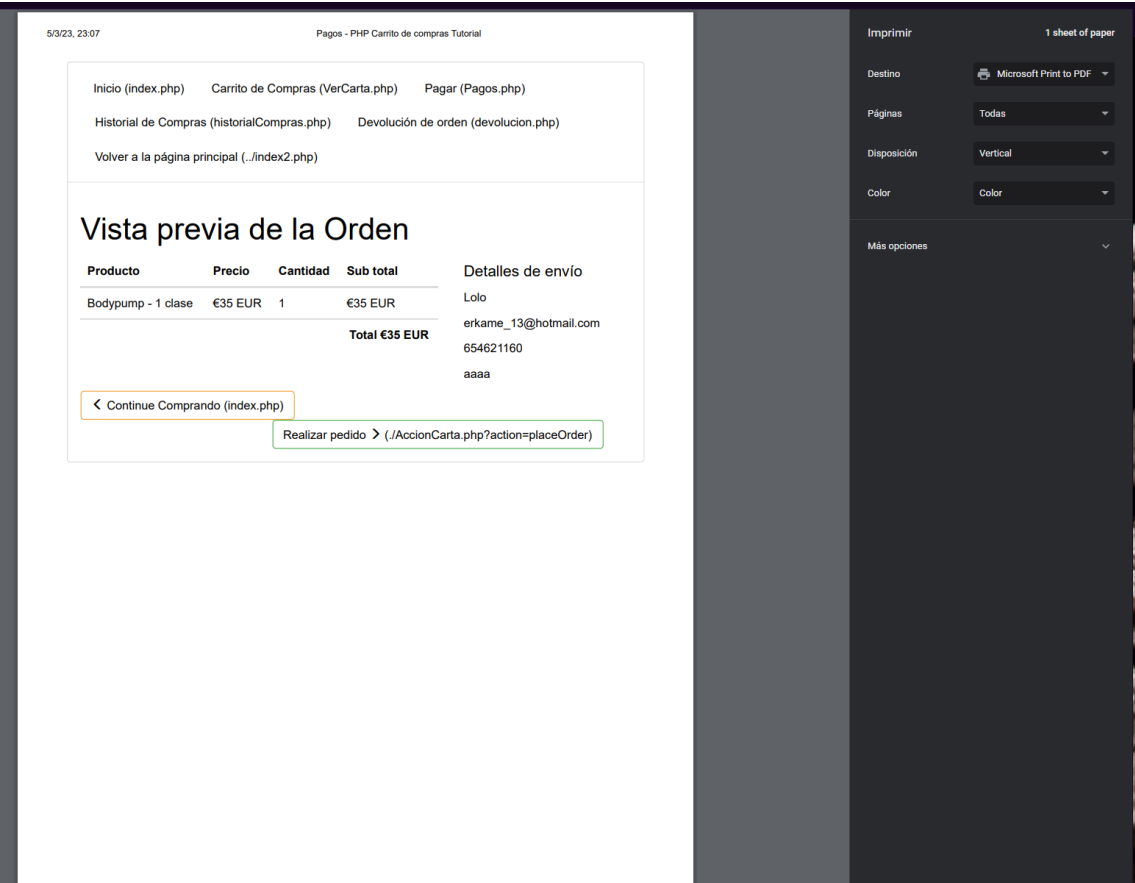 5/3/23, 23:07 Pagos - PHP Carrito de compras Tutorial
Inicio (index.php) Carrito de Compras (VerCarta.php) Pagar (Pagos.php)
Historial de Compras (historialCompras.php) Devolución de orden (devolucion.php)
Volver a la página principal (../index2.php)
Vista previa de la Orden
Producto Precio Cantidad Sub total
Bodypump - 1 clase €35 EUR 1 €35 EUR
Total €35 EUR
Detalles de envío
Lolo
erkame_13@hotmail.com
654621160
aaaa
Continue Comprando (index.php)
Realizar pedido (./AccionCarta.php?action=placeOrder)
Imprimir 1 sheet of paper
Destino Microsoft Print to PDF
Páginas Todas
Disposición Vertical
Color Color
Más opciones